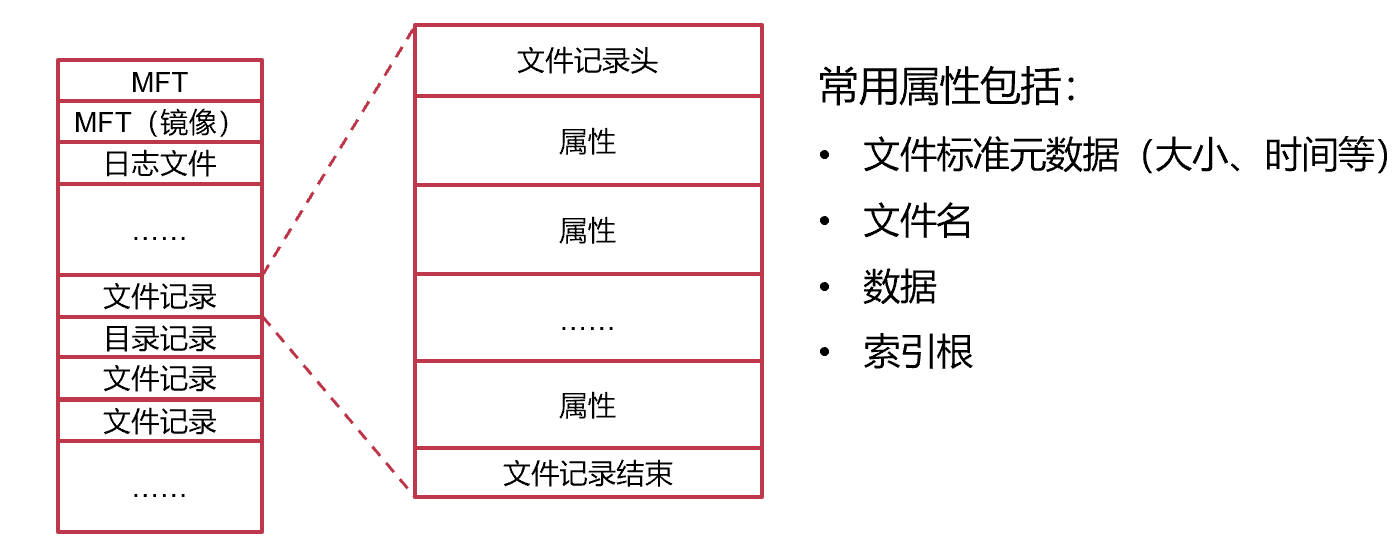 MFT
MFT（镜像）
日志文件
……
文件记录
目录记录
文件记录
文件记录
……
文件记录头
属性
属性
……
属性
文件记录结束
常用属性包括：
• 文件标准元数据（大小、时间等）
• 文件名
• 数据
• 索引根